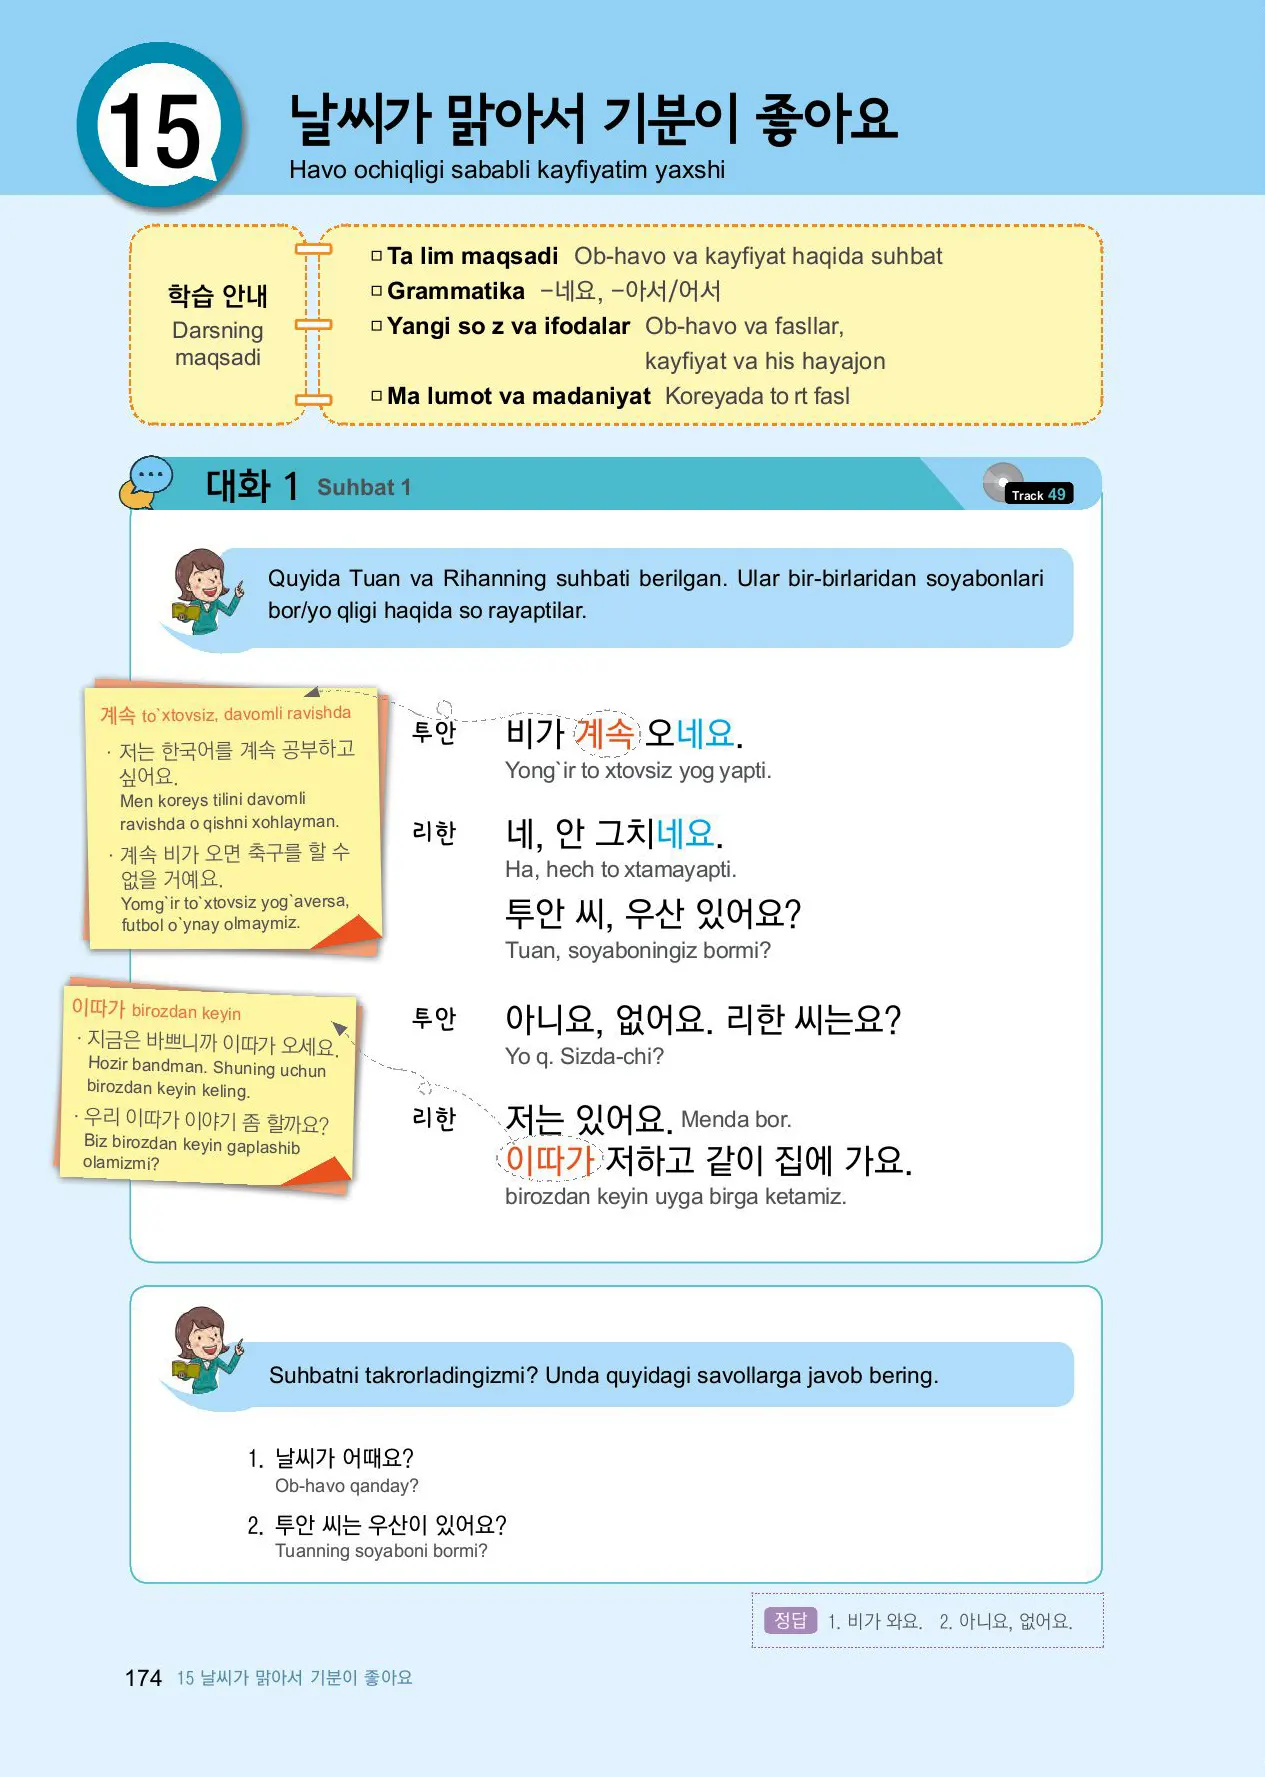 15
날씨가 맑아서 기분이 좋아요
Havo ochiqligi sababli kayfiyatim yaxshi
학습 안내
Darsning
maqsadi
Ta lim maqsadi Ob-havo va kayfiyat haqida suhbat
Grammatika –네요, –아서/어서
Yangi so z va ifodalar Ob-havo va fasllar,
kayfiyat va his hayajon
Ma lumot va madaniyat Koreyada to rt fasl
대화 1 Suhbat 1
Track 49
Quyida Tuan va Rihanning suhbati berilgan. Ular bir-birlaridan soyabonlari
bor/yo qligi haqida so rayaptilar.
계속 to`xtovsiz, davomli ravishda
· 저는 한국어를 계속 공부하고
싶어요.
Men koreys tilini davomli
ravishda o qishni xohlayman.
· 계속 비가 오면 축구를 할 수
없을 거예요.
Yomg`ir to`xtovsiz yog`aversa,
futbol o`ynay olmaymiz.
이따가 birozdan keyin
· 지금은 바쁘니까 이따가 오세요.
Hozir bandman. Shuning uchun
birozdan keyin keling.
· 우리 이따가 이야기 좀 할까요?
Biz birozdan keyin gaplashib
olamizmi?
투안 비가 계속 오네요.
Yong`ir to xtovsiz yog yapti.
리한 네, 안 그치네요.
Ha, hech to xtamayapti.
투안 씨, 우산 있어요?
Tuan, soyaboningiz bormi?
투안 아니요, 없어요. 리한 씨는요?
Yo q. Sizda-chi?
리한 저는 있어요. Menda bor.
이따가 저하고 같이 집에 가요.
birozdan keyin uyga birga ketamiz.
Suhbatni takrorladingizmi? Unda quyidagi savollarga javob bering.
1. 날씨가 어때요?
Ob-havo qanday?
2. 투안 씨는 우산이 있어요?
Tuanning soyaboni bormi?
정답 1. 비가 와요. 2. 아니요, 없어요.
174 15 날씨가 맑아서 기분이 좋아요